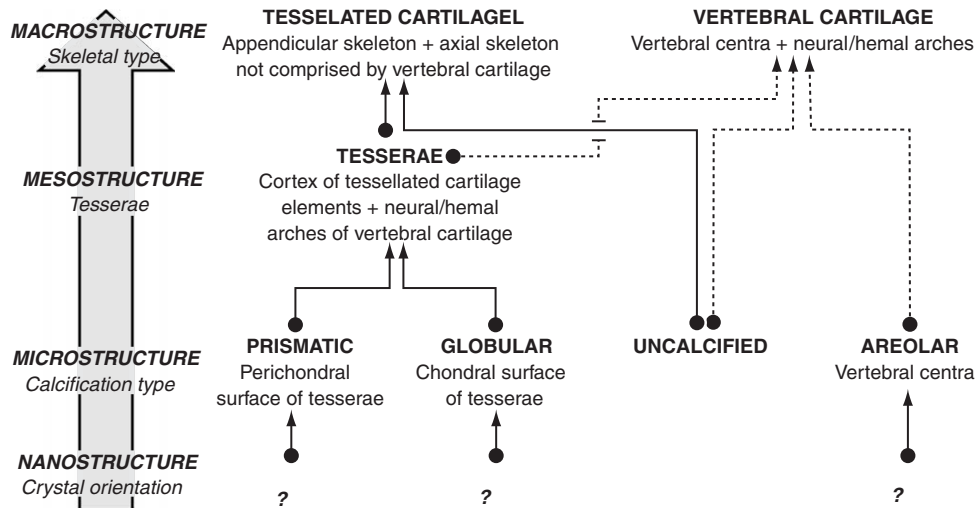 MACROSTRUCTURE
Skeletal type
TESSELATED CARTILAGEL
Appendicular skeleton + axial skeleton
not comprised by vertebral cartilage
VERTEBRAL CARTILAGE
Vertebral centra + neural/hemal arches
MESOSTRUCTURE
Tesserae
TESSERAE
Cortex of tessellated cartilage
elements + neural/hemal
arches of vertebral cartilage
MICROSTRUCTURE
Calcification type
PRISMATIC
Perichondral
surface of tesserae
GLOBULAR
Chondral surface
of tesserae
UNCALCIFIED
AREOLAR
Vertebral centra
NANOSTRUCTURE
Crystal orientation
?
?
?